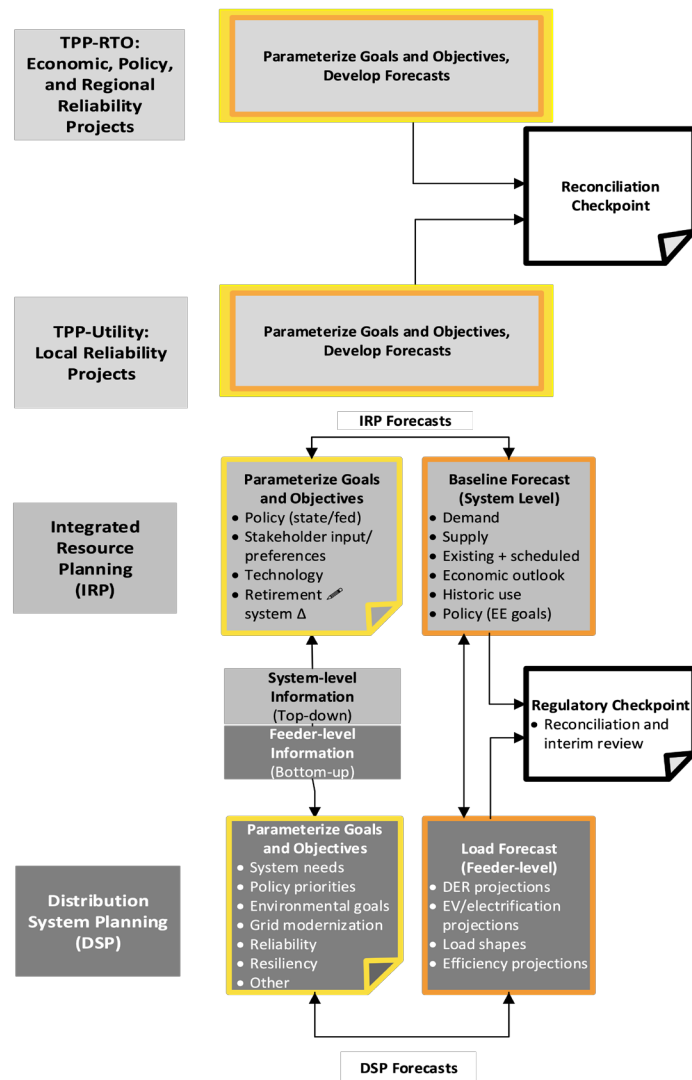 TPP-RTO:
Economic, Policy,
and Regional
Reliability
Projects
Parameterize Goals and Objectives,
Develop Forecasts
Reconciliation
Checkpoint
TPP-Utility:
Local Reliability
Projects
Parameterize Goals and Objectives,
Develop Forecasts
IRP Forecasts
Integrated
Resource
Planning
(IRP)
Parameterize Goals
and Objectives
• Policy (state/fed)
• Stakeholder input/
preferences
• Technology
• Retirement
system Δ
Baseline Forecast
(System Level)
• Demand
• Supply
• Existing + scheduled
• Economic outlook
• Historic use
• Policy (EE goals)
System-level
Information
(Top-down)
Feeder-level
Information
(Bottom-up)
Regulatory Checkpoint
• Reconciliation and
interim review
Distribution
System Planning
(DSP)
Parameterize Goals
and Objectives
• System needs
• Policy priorities
• Environmental goals
• Grid modernization
• Reliability
• Resiliency
• Other
Load Forecast
(Feeder-level)
• DER projections
• EV/electrification
projections
• Load shapes
• Efficiency projections
DSP Forecasts